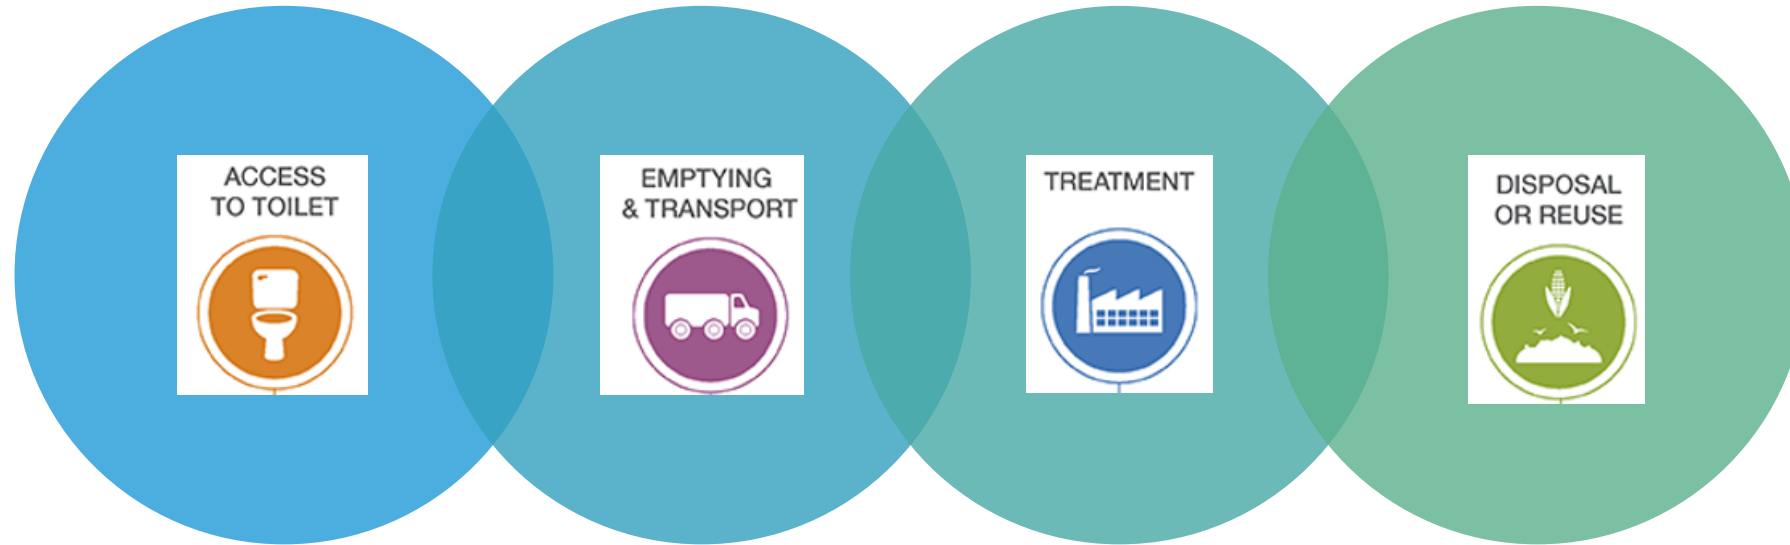 ACCESS
TO TOILET
EMPTYING
& TRANSPORT
TREATMENT
DISPOSAL
OR REUSE